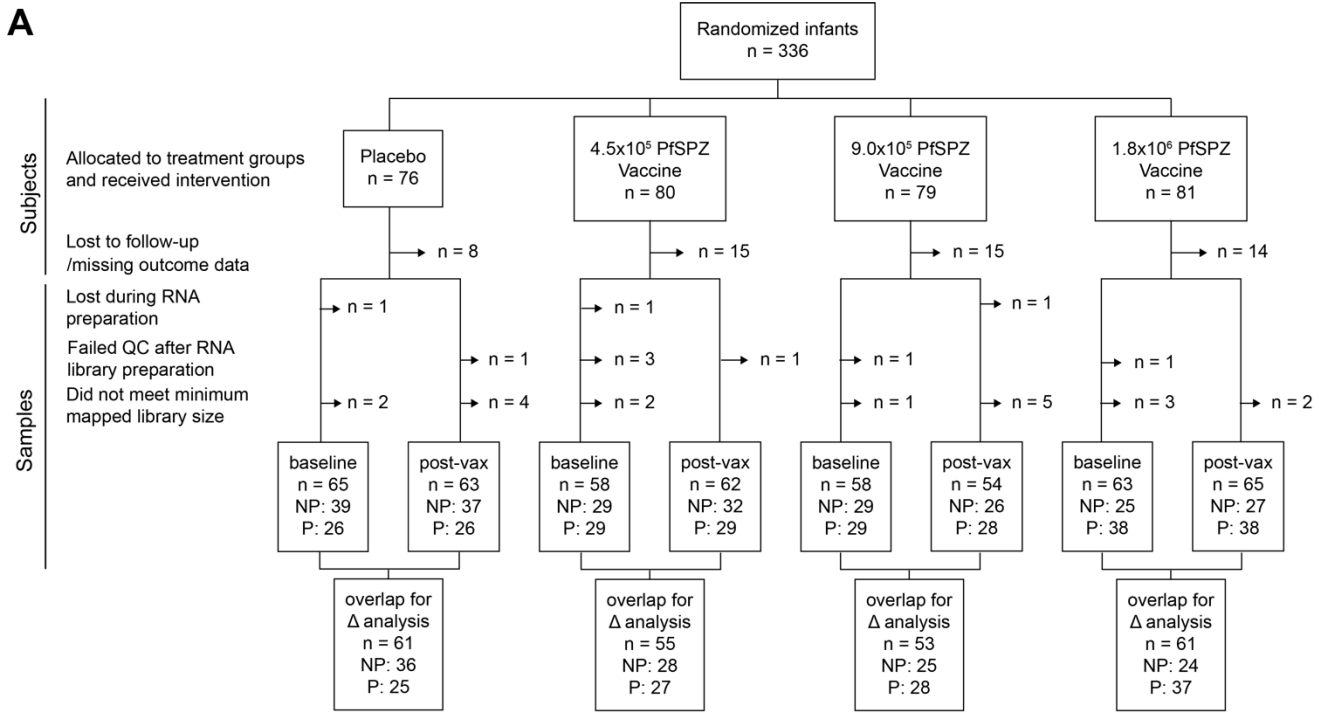 A
Randomized infants
n = 336
Subjects
Allocated to treatment groups
and received intervention
Placebo
n = 76
4.5x10⁵ PfSPZ
Vaccine
n = 80
9.0x10⁵ PfSPZ
Vaccine
n = 79
1.8x10⁶ PfSPZ
Vaccine
n = 81
Lost to follow-up
/missing outcome data
n = 8
n = 15
n = 15
n = 14
Samples
Lost during RNA
preparation
n = 1
n = 1
n = 1
Failed QC after RNA
library preparation
n = 1
n = 3
n = 1
n = 1
n = 1
Did not meet minimum
mapped library size
n = 2
n = 4
n = 2
n = 1
n = 5
n = 3
n = 2
baseline
n = 65
NP: 39
P: 26
post-vax
n = 63
NP: 37
P: 26
baseline
n = 58
NP: 29
P: 29
post-vax
n = 62
NP: 32
P: 29
baseline
n = 58
NP: 29
P: 29
post-vax
n = 54
NP: 26
P: 28
baseline
n = 63
NP: 25
P: 38
post-vax
n = 65
NP: 27
P: 38
overlap for
Δ analysis
n = 61
NP: 36
P: 25
overlap for
Δ analysis
n = 55
NP: 28
P: 27
overlap for
Δ analysis
n = 53
NP: 25
P: 28
overlap for
Δ analysis
n = 61
NP: 24
P: 37